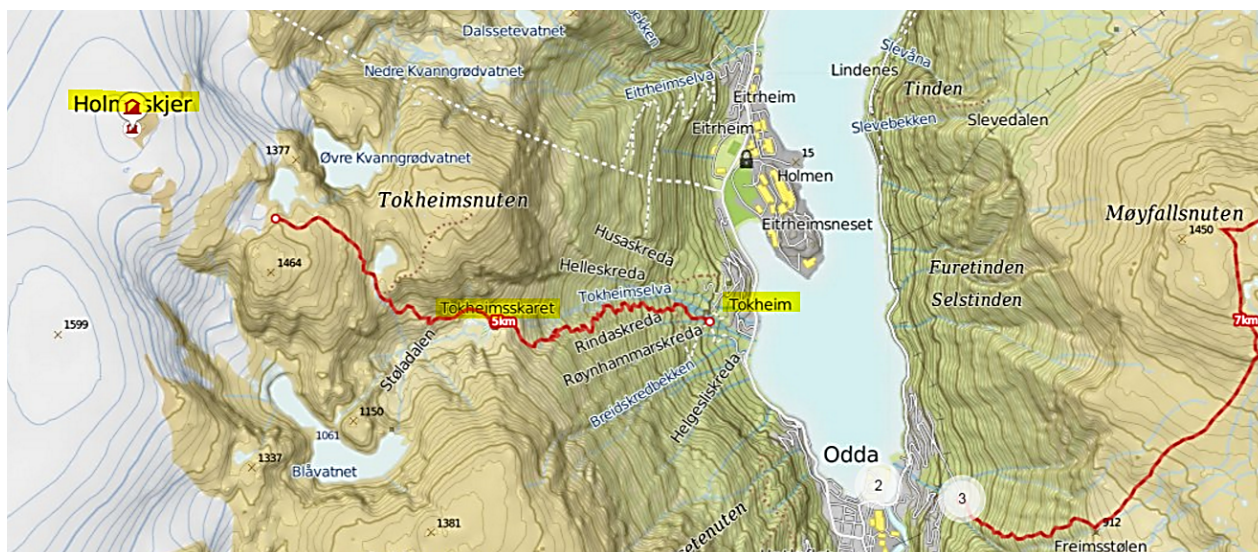 Dalssetevatnet
Nedre Kvanngrødvatnet
Eitrheimselva
Eitrheim
Lindenes
Slevåna
Tinden
Slevebekken
Slevedalen
Eitrheim
15
Holmen
1377
Øvre Kvanngrødvatnet
Tokheimsnuten
Eitrheimsneset
Møyfallsnuten
1450
Husaskreda
Helleskreda
1464
Furetinden
Selstinden
Tokheimselva
Tokheim
Tokheimsskaret
5km
7km
Rindaskreda
Røynhammarskreda
1599
Støladalen
Breidskredbekken
Helgesliskreda
1150
1061
1337
Blåvatnet
Odda
2
3
1381
912
Freimsstølen